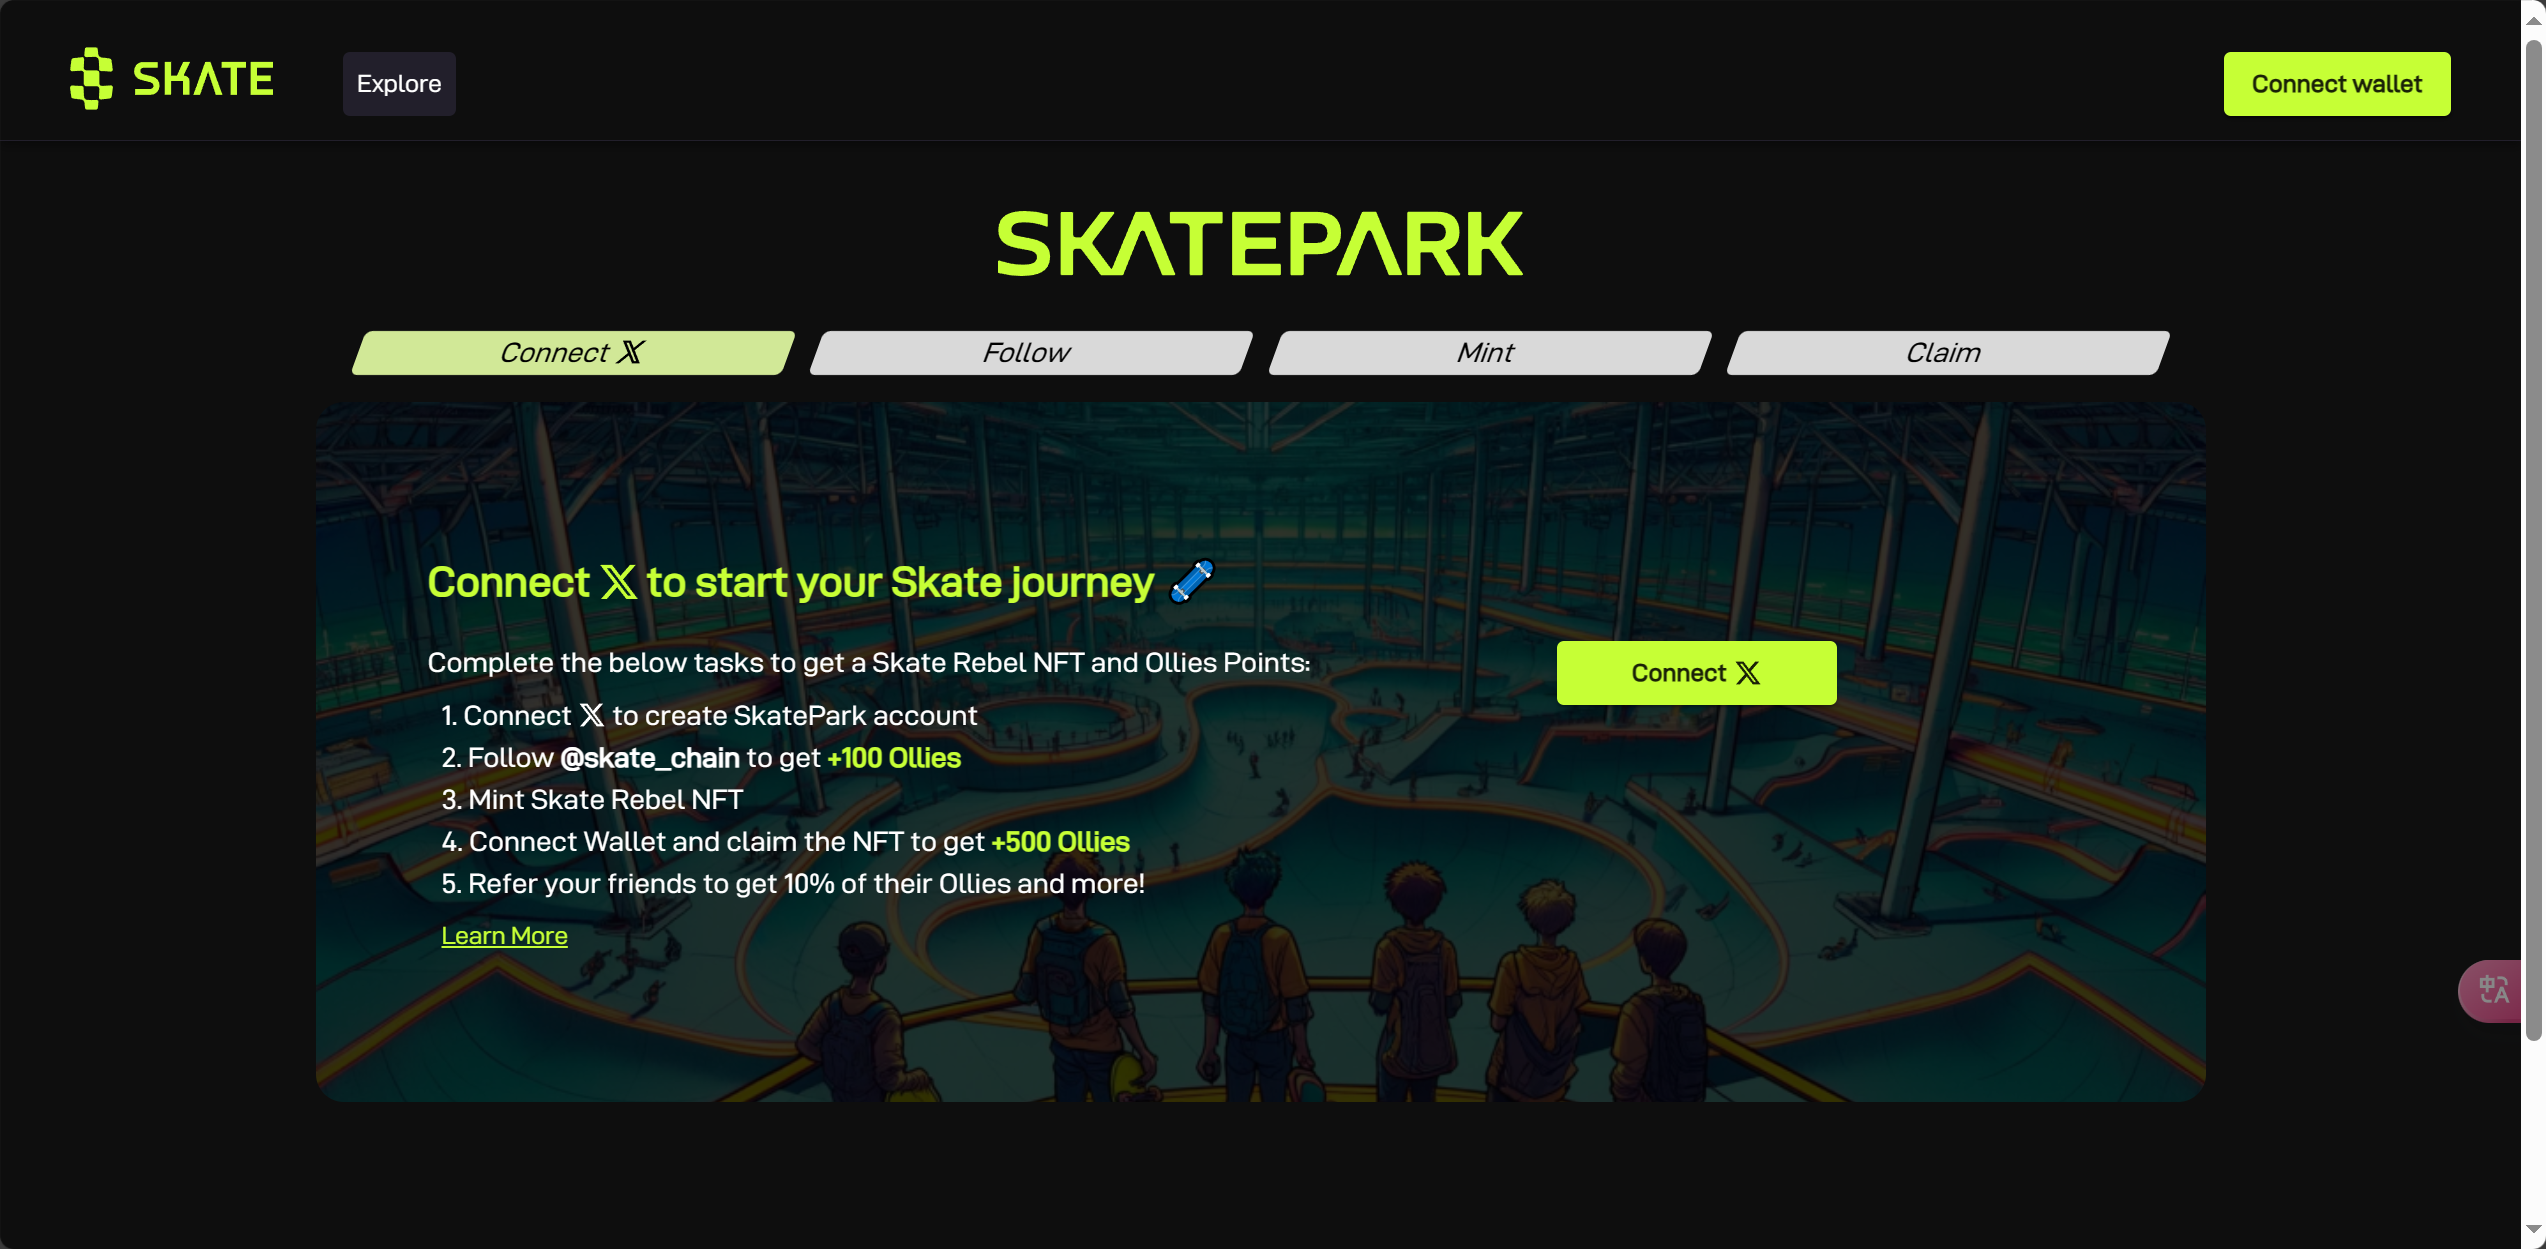 SKATE
Explore
Connect wallet
SKATEPARK
Connect 𝕏
Follow
Mint
Claim
Connect 𝕏 to start your Skate journey 🛹
Complete the below tasks to get a Skate Rebel NFT and Ollies Points:
1. Connect 𝕏 to create SkatePark account
2. Follow @skate_chain to get +100 Ollies
3. Mint Skate Rebel NFT
4. Connect Wallet and claim the NFT to get +500 Ollies
5. Refer your friends to get 10% of their Ollies and more!
Learn More
Connect 𝕏
中A